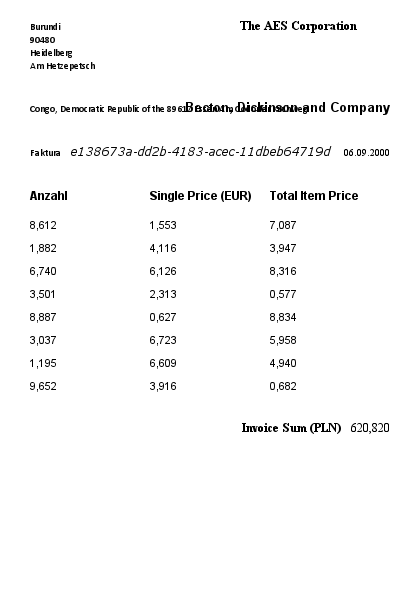 Burundi The AES Corporation
90480
Heidelberg
Am Hetzepetsch
Congo, Democratic Republic of the 8961 Becton, Dickinson and Company
Faktura e138673a-dd2b-4183-acec-11dbeb64719d 06.09.2000
Anzahl Single Price (EUR) Total Item Price
8,612 1,553 7,087
1,882 4,116 3,947
6,740 6,126 8,316
3,501 2,313 0,577
8,887 0,627 8,834
3,037 6,723 5,958
1,195 6,609 4,940
9,652 3,916 0,682
Invoice Sum (PLN) 620,820